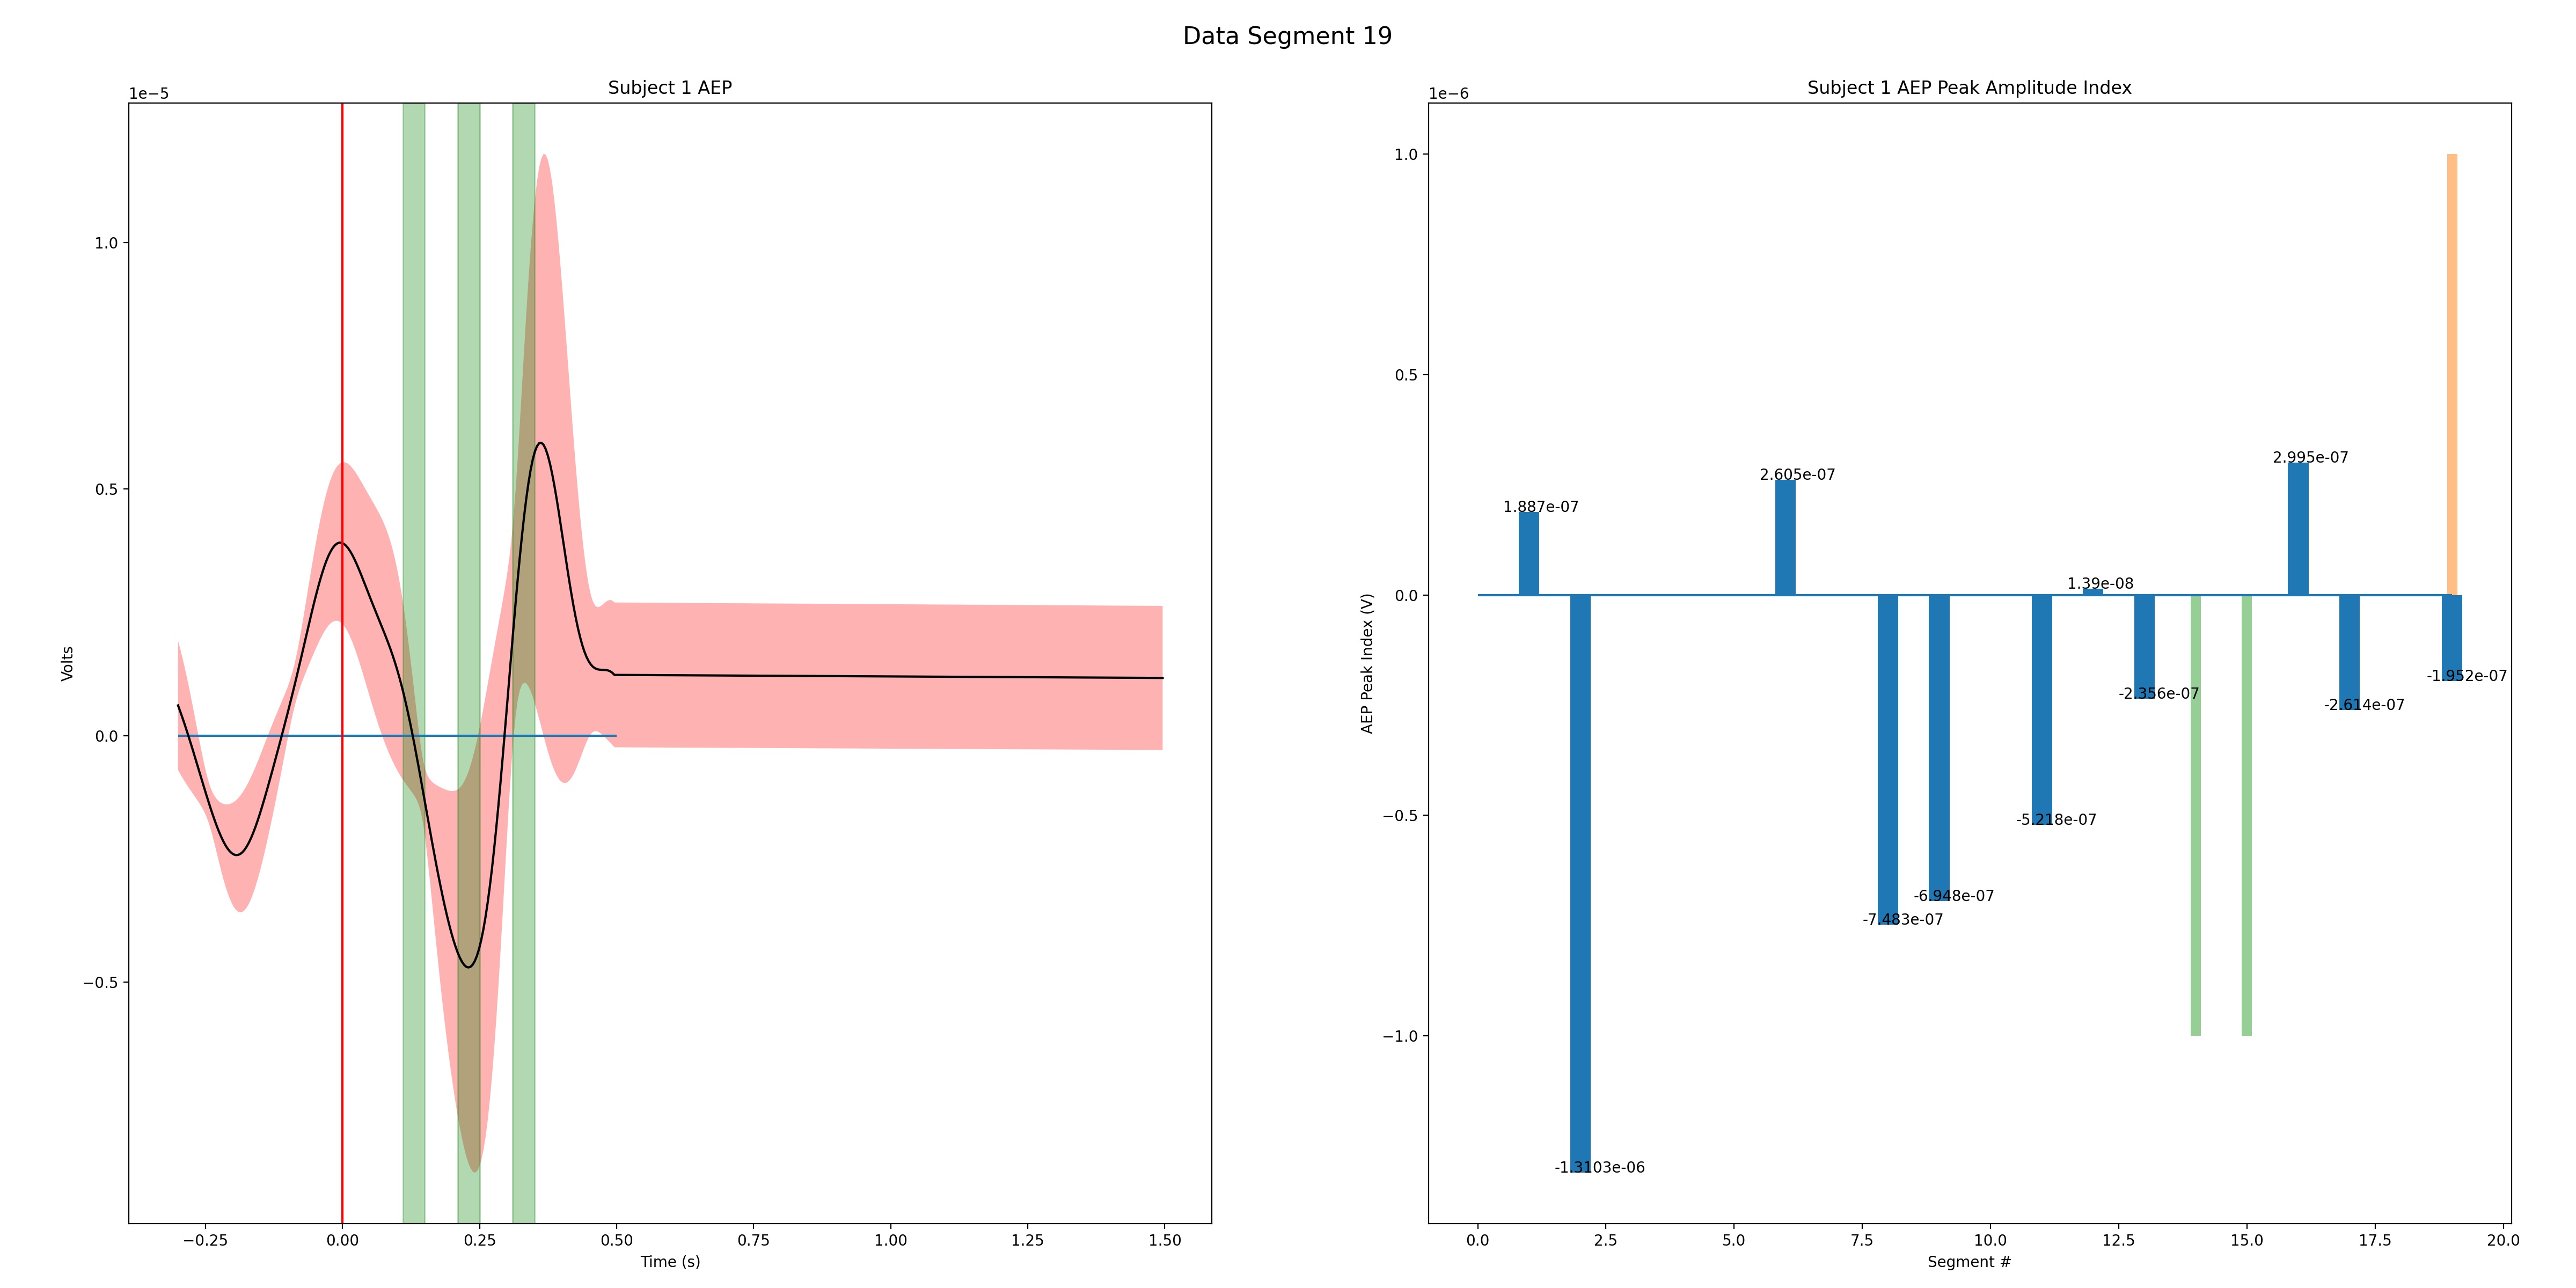 Data Segment 19
Subject 1 AEP
1e−5
Volts
1.0
0.5
0.0
−0.5
−0.25
0.00
0.25
0.50
0.75
1.00
1.25
1.50
Time (s)
Subject 1 AEP Peak Amplitude Index
1e−6
AEP Peak Index (V)
1.0
0.5
0.0
−0.5
−1.0
1.887e-07
-1.3103e-06
2.605e-07
-7.483e-07
-6.948e-07
-5.218e-07
1.39e-08
-2.356e-07
2.995e-07
-2.614e-07
-1.952e-07
0.0
2.5
5.0
7.5
10.0
12.5
15.0
17.5
20.0
Segment #